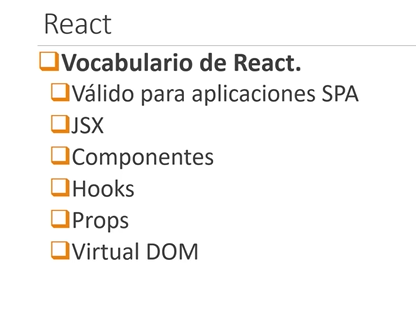 React
Vocabulario de React.
Válido para aplicaciones SPA
JSX
Componentes
Hooks
Props
Virtual DOM